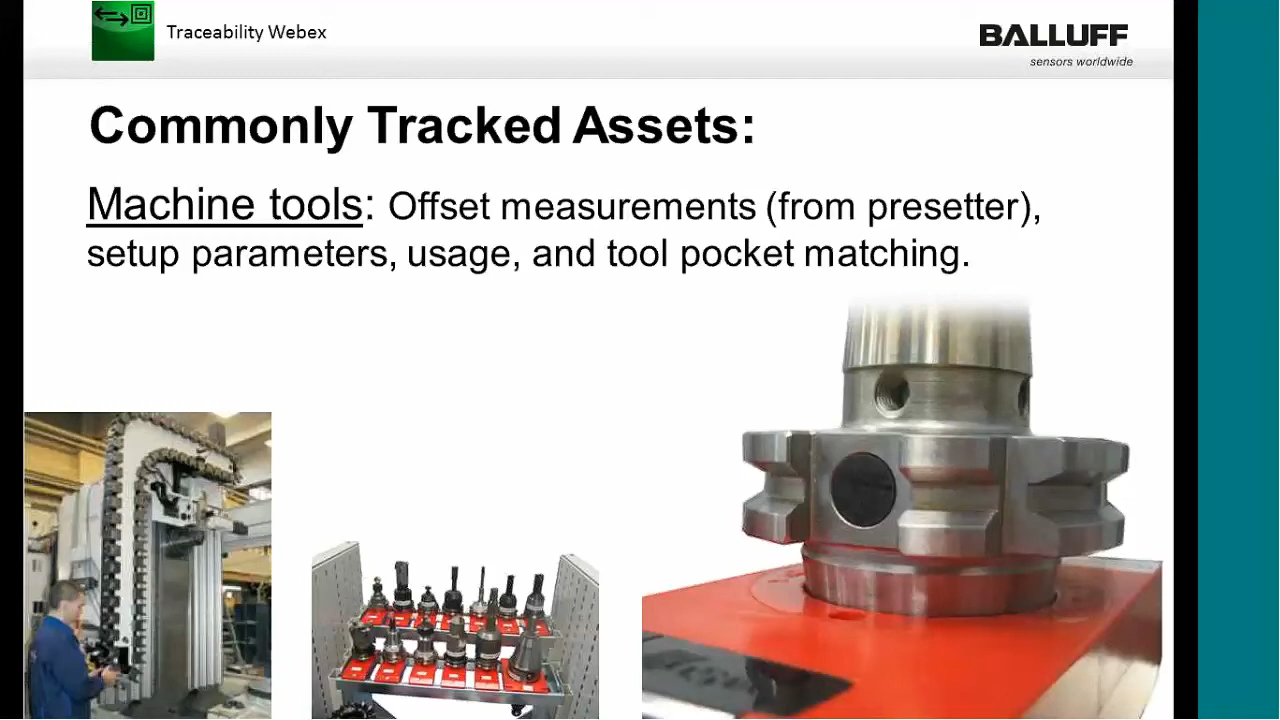 Traceability Webex
BALLUFF
sensors worldwide
Commonly Tracked Assets:
Machine tools: Offset measurements (from presetter),
setup parameters, usage, and tool pocket matching.